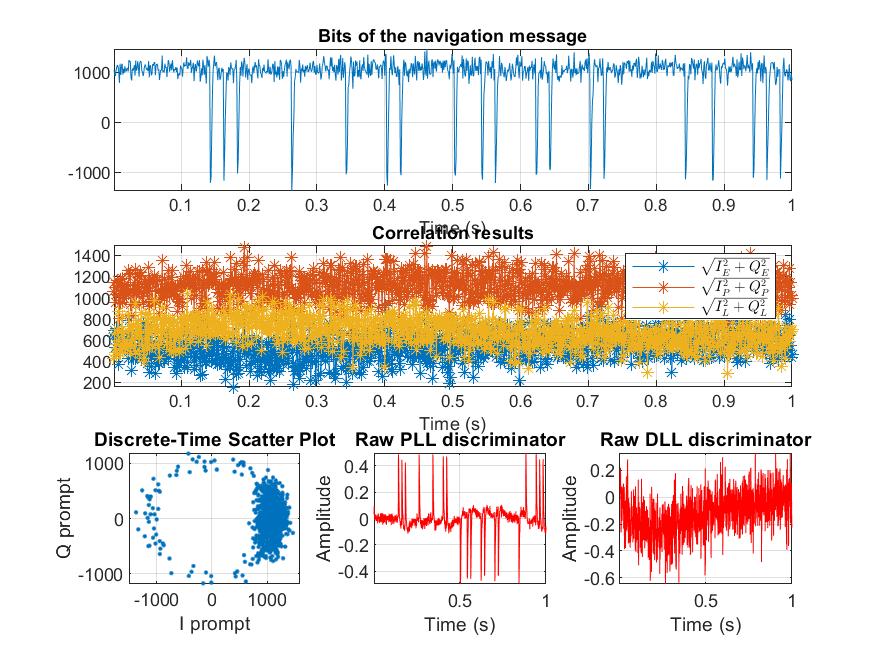 Bits of the navigation message
1000
0
-1000
0.1 0.2 0.3 0.4 0.5 0.6 0.7 0.8 0.9 1
Time (s)
Correlation results
1400
1200
1000
800
600
400
200
√I_E^2 + Q_E^2
√I_P^2 + Q_P^2
√I_L^2 + Q_L^2
0.1 0.2 0.3 0.4 0.5 0.6 0.7 0.8 0.9 1
Time (s)
Discrete-Time Scatter Plot
Q prompt
1000
0
-1000
-1000 0 1000
I prompt
Raw PLL discriminator
Amplitude
0.4
0.2
0
-0.2
-0.4
0.5 1
Time (s)
Raw DLL discriminator
Amplitude
0.2
0
-0.2
-0.4
-0.6
0.5 1
Time (s)